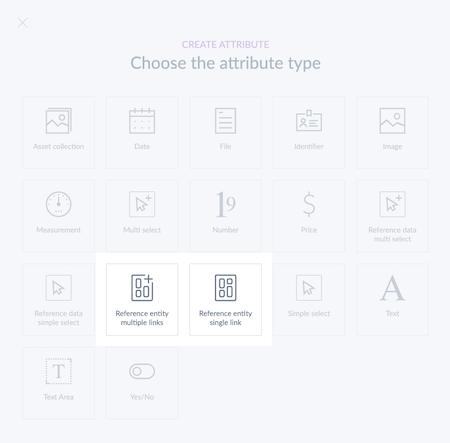 CREATE ATTRIBUTE
Choose the attribute type
Asset collection
Date
File
Identifier
Image
Measurement
Multi select
19
Number
Price
Reference data
multi select
Reference data
simple select
Reference entity
multiple links
Reference entity
single link
Simple select
A
Text
T
Text Area
Yes/No